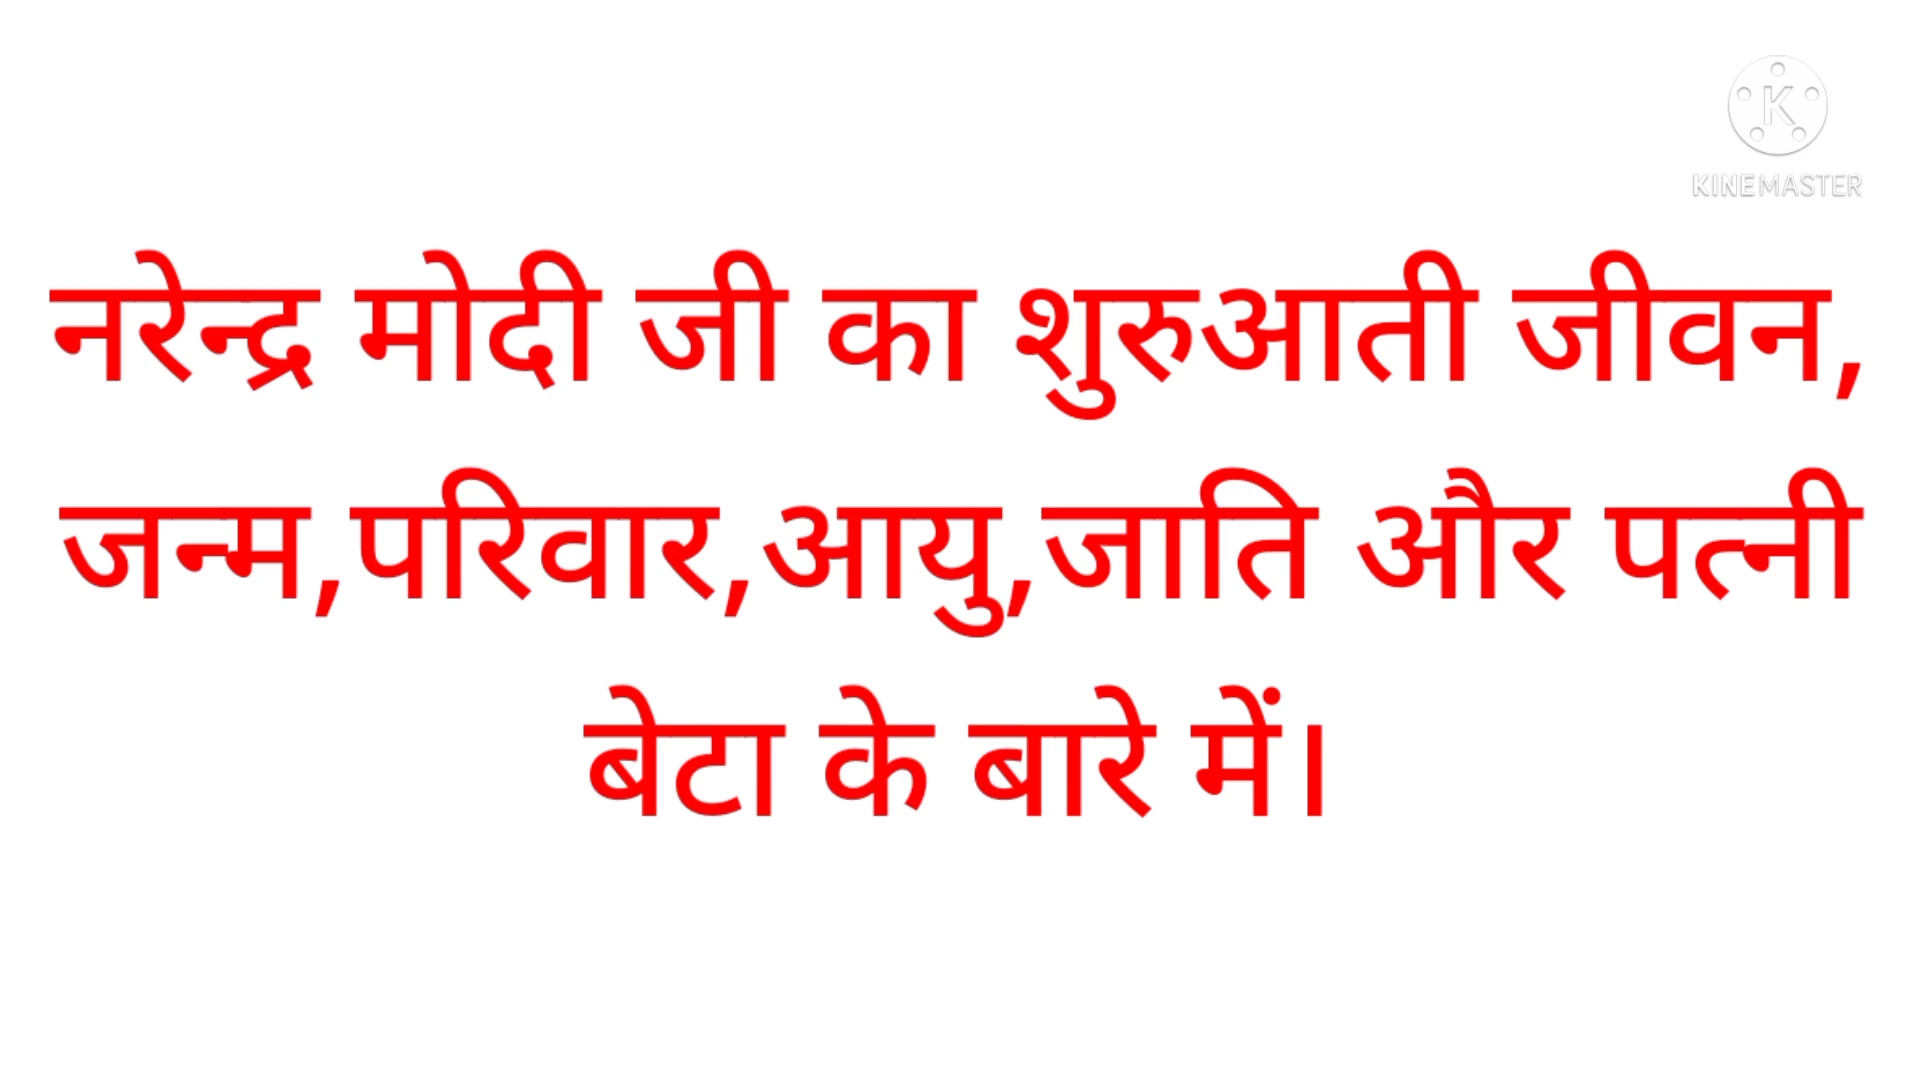 KINEMASTER
नरेन्द्र मोदी जी का शुरुआती जीवन,
जन्म,परिवार,आयु,जाति और पत्नी
बेटा के बारे में।